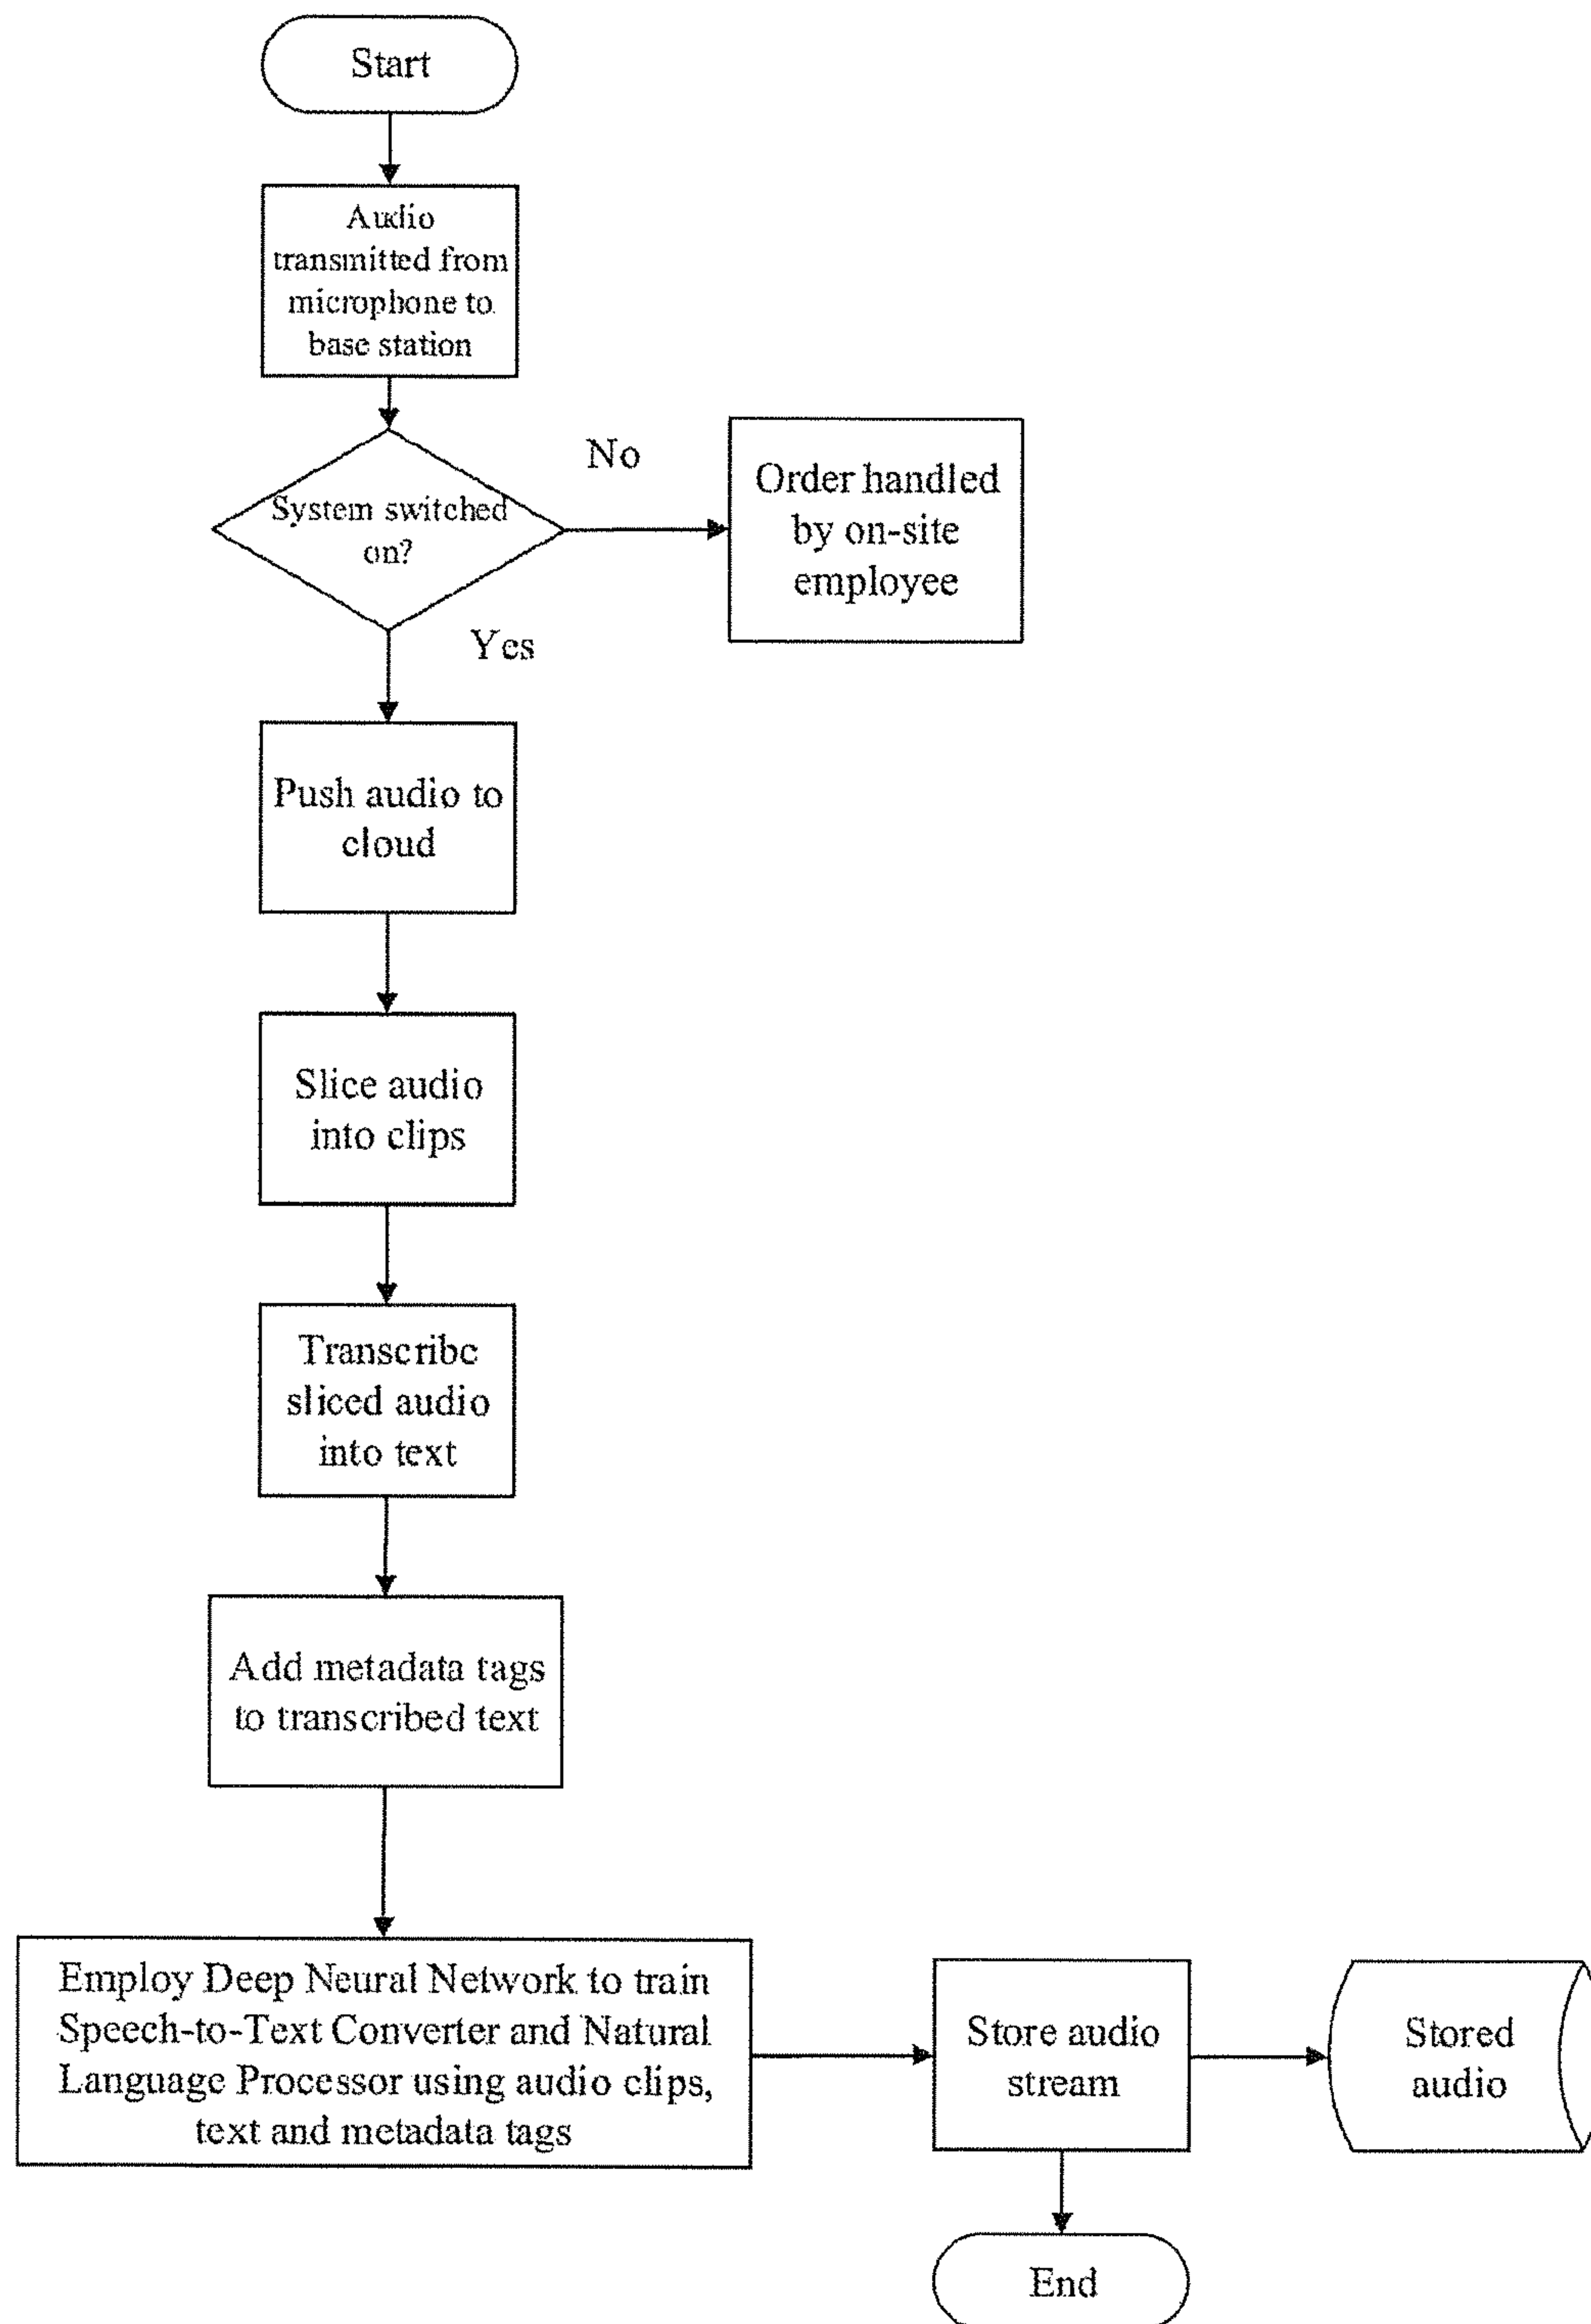 Start
Audio
transmitted from
microphone to
base station
System switched
on?
No
Order handled
by on-site
employee
Yes
Push audio to
cloud
Slice audio
into clips
Transcribe
sliced audio
into text
Add metadata tags
to transcribed text
Employ Deep Neural Network to train
Speech-to-Text Converter and Natural
Language Processor using audio clips,
text and metadata tags
Store audio
stream
Stored
audio
End